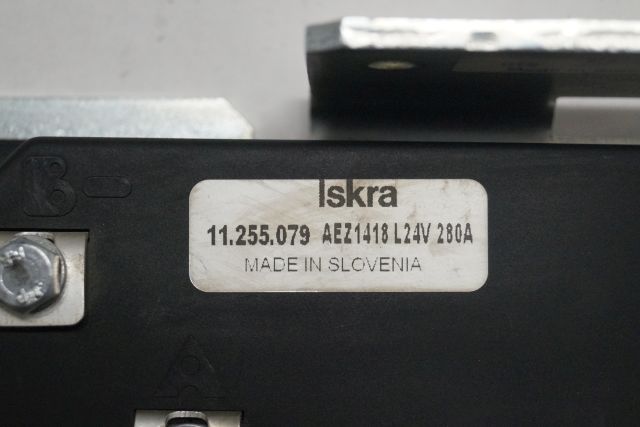 Iskra
11.255.079 AEZ1418 L24V 280A
MADE IN SLOVENIA
B-